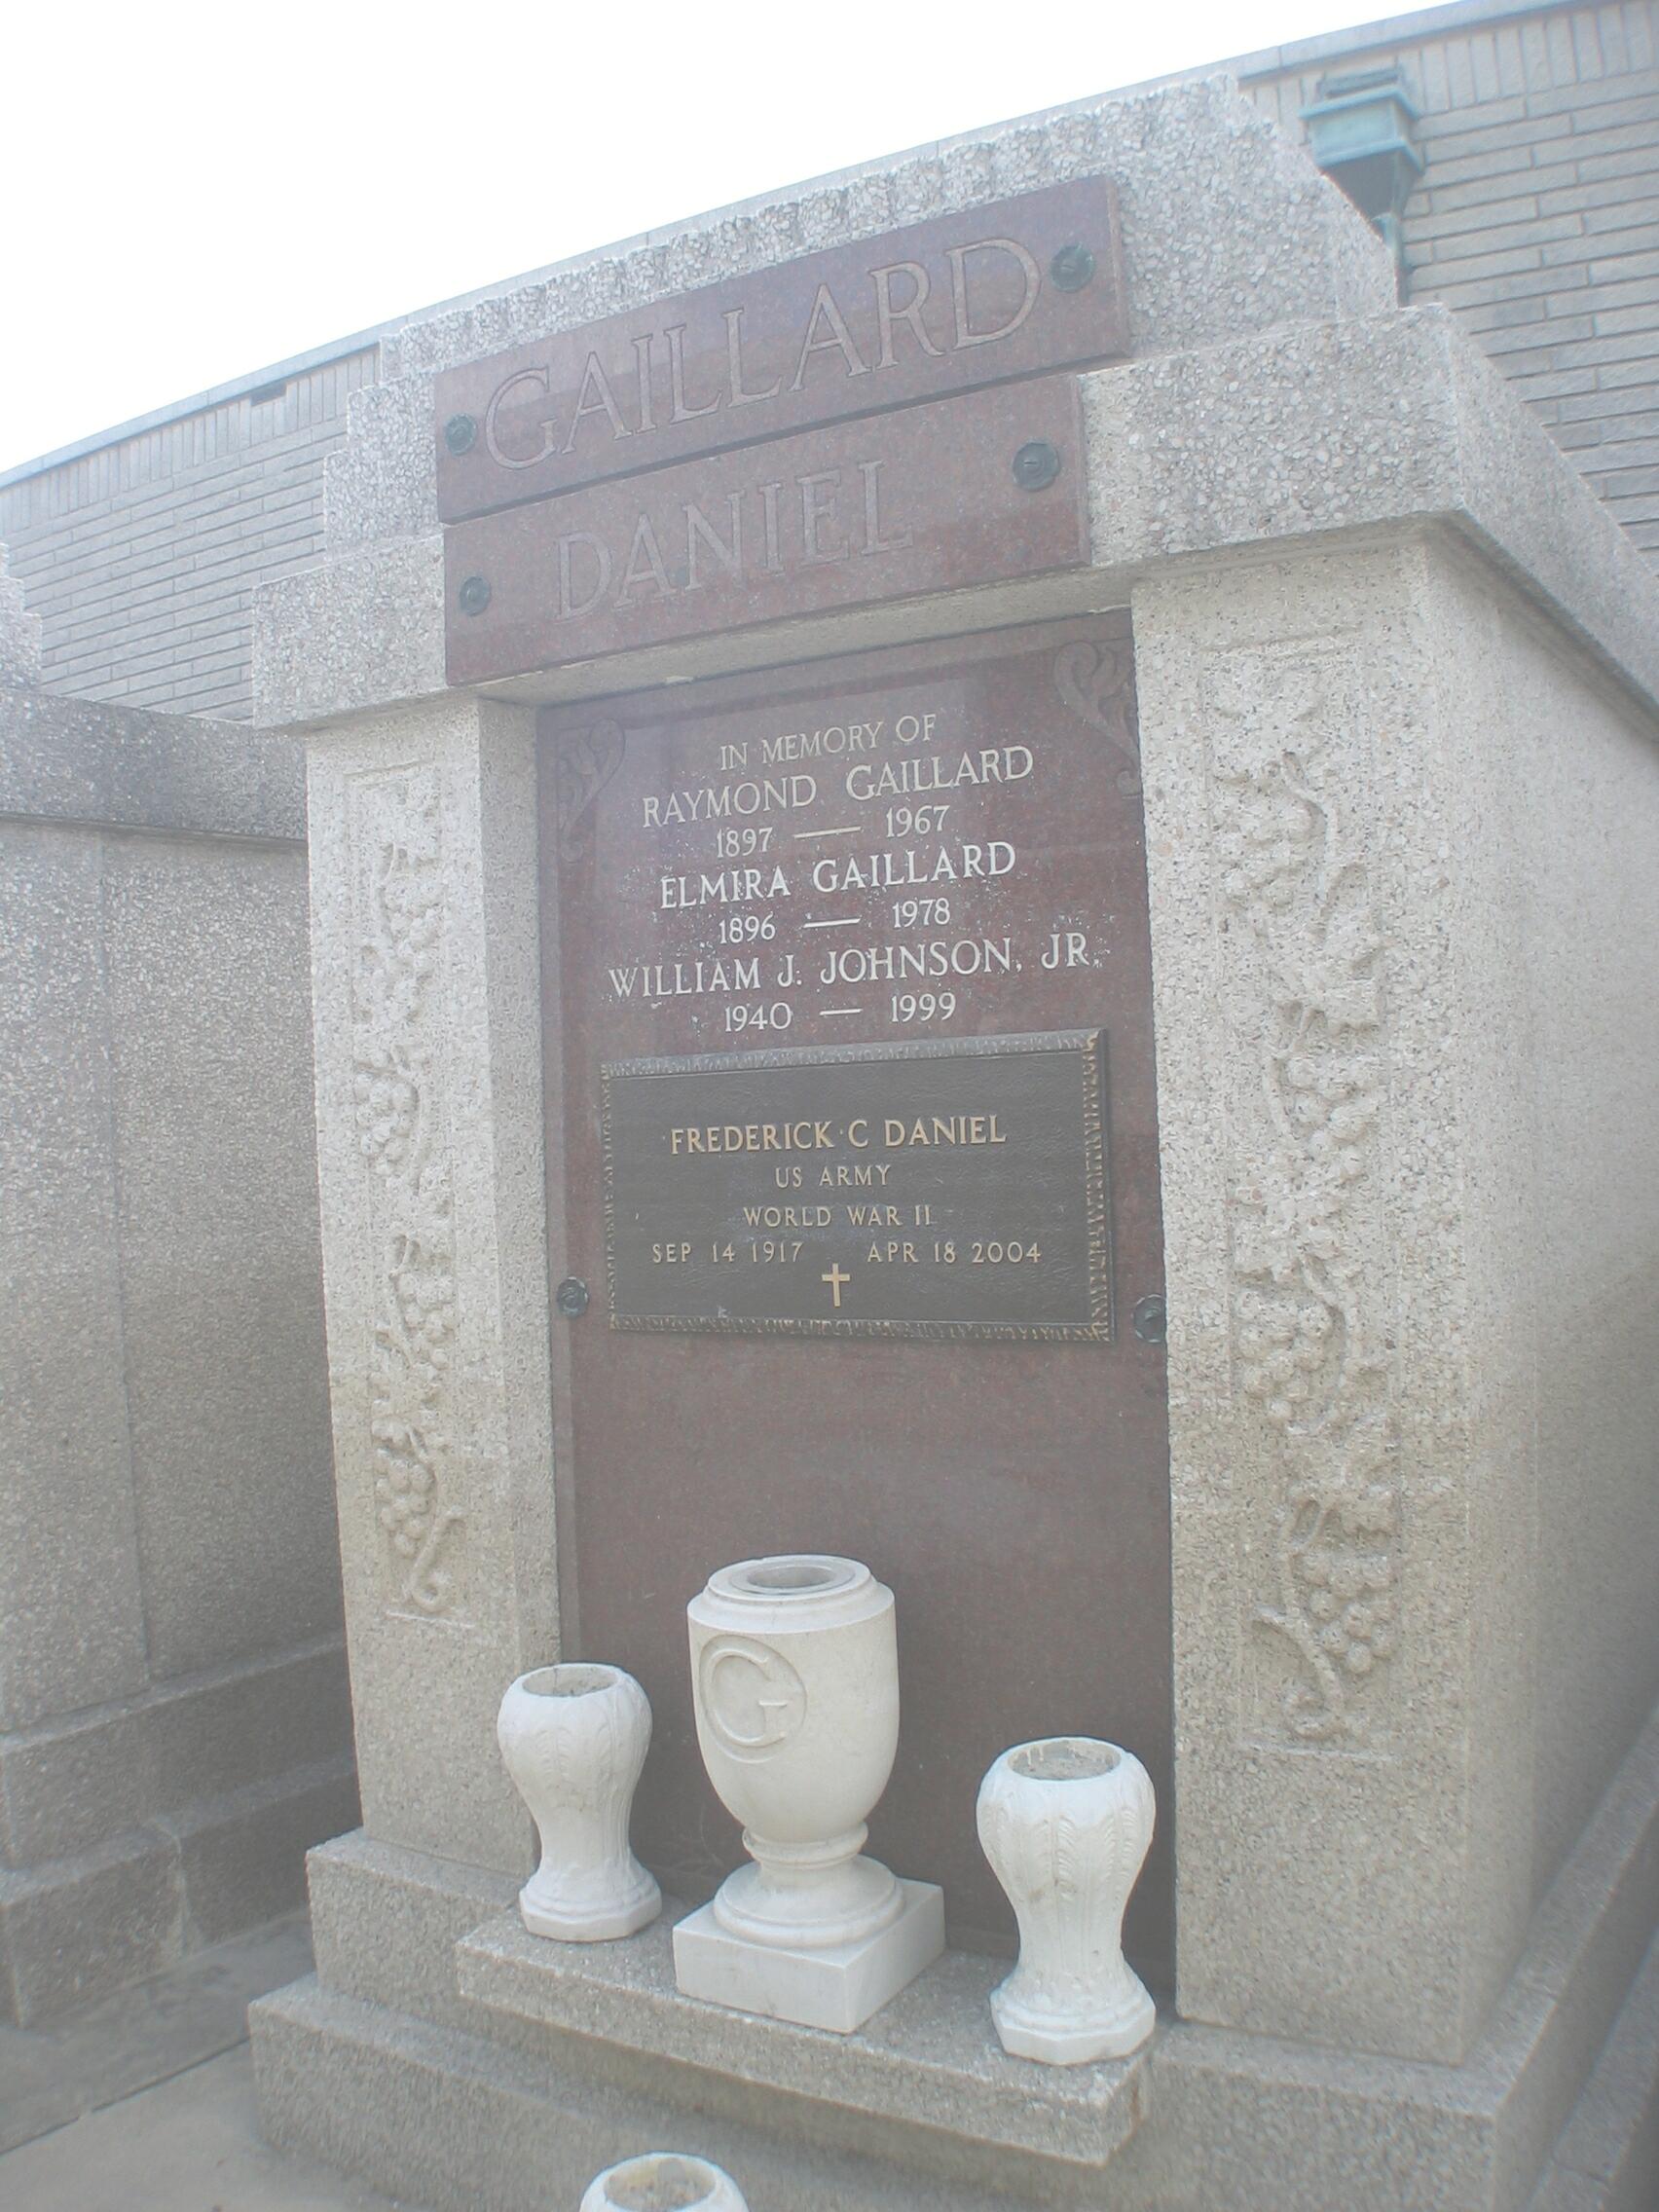 GAILLARD
DANIEL
IN MEMORY OF
RAYMOND GAILLARD
1897 — 1967
ELMIRA GAILLARD
1896 — 1978
WILLIAM J. JOHNSON, JR.
1940 — 1999
FREDERICK C DANIEL
US ARMY
WORLD WAR II
SEP 14 1917 APR 18 2004
G